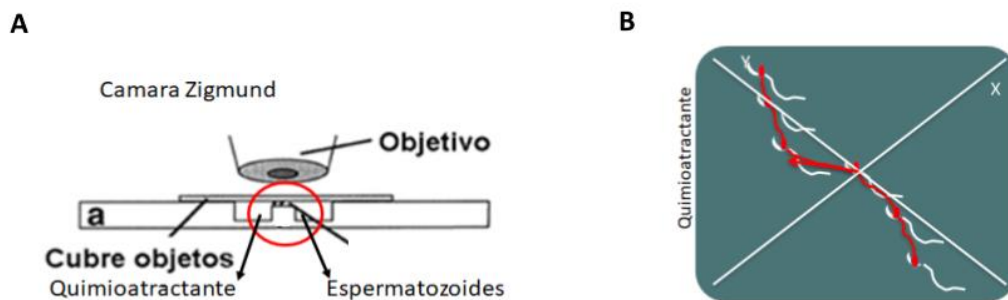 A
Camara Zigmund
Objetivo
a
Cubre objetos
Quimioatractante
Espermatozoides
B
Quimioatractante
Y
X